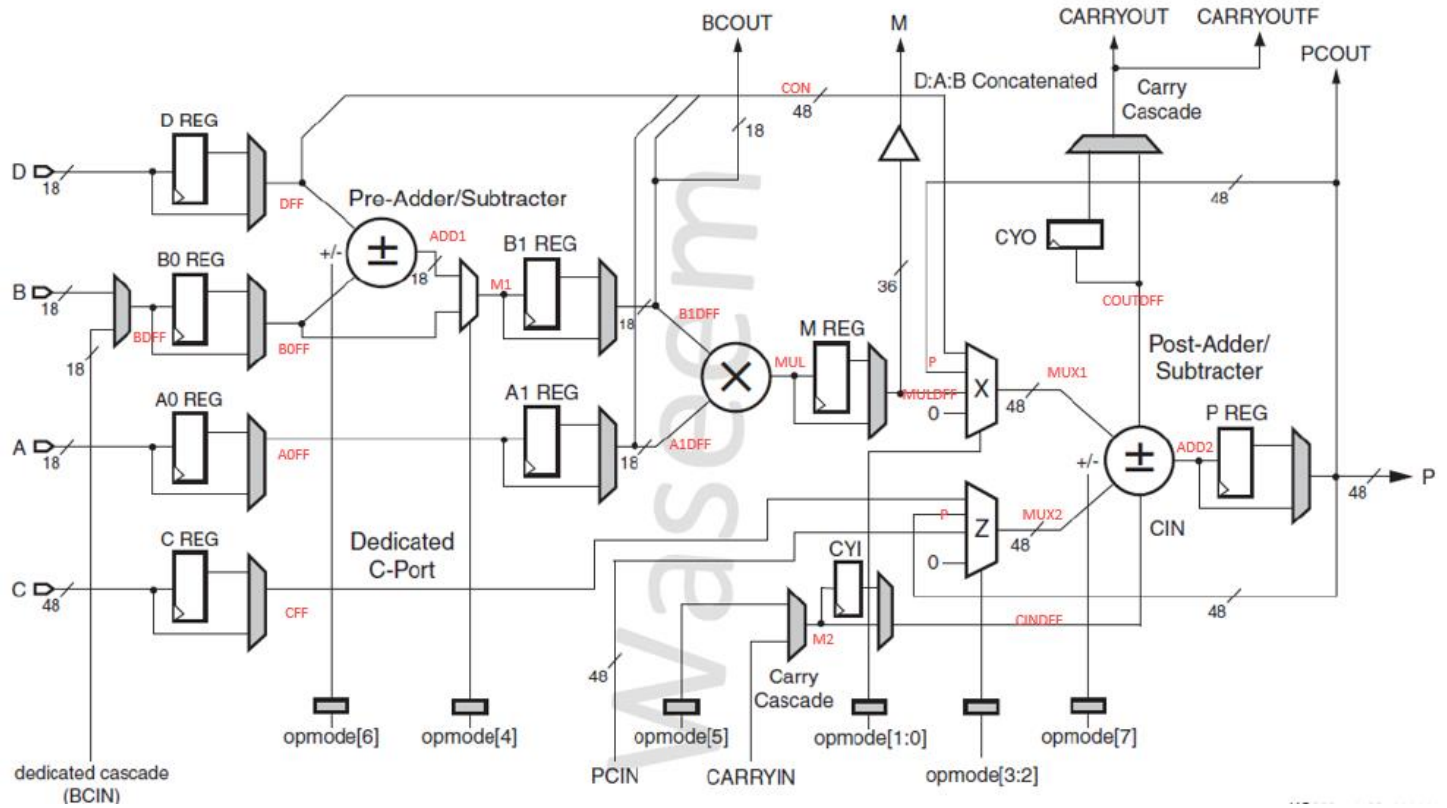 BCOUT
M
CARRYOUT
CARRYOUTF
PCOUT
D:A:B Concatenated
CON
48
Carry
Cascade
18
D REG
D
18
DFF
Pre-Adder/Subtracter
+/-
±
ADD1
18
B0 REG
B
18
BDFF
18
B0FF
M1
B1 REG
18
B1DFF
36
48
CYO
COUTDFF
A0 REG
A
18
A0FF
A1 REG
18
A1DFF
×
MUL
M REG
MULDFF
P
0
X
48
MUX1
Post-Adder/
Subtracter
+/-
±
ADD2
P REG
48
P
CIN
C REG
C
48
CFF
Dedicated
C-Port
P
0
Z
48
MUX2
CYI
M2
CINDFF
48
Carry
Cascade
48
Waseem
opmode[6]
opmode[4]
opmode[5]
opmode[1:0]
opmode[3:2]
opmode[7]
dedicated cascade
(BCIN)
PCIN
CARRYIN